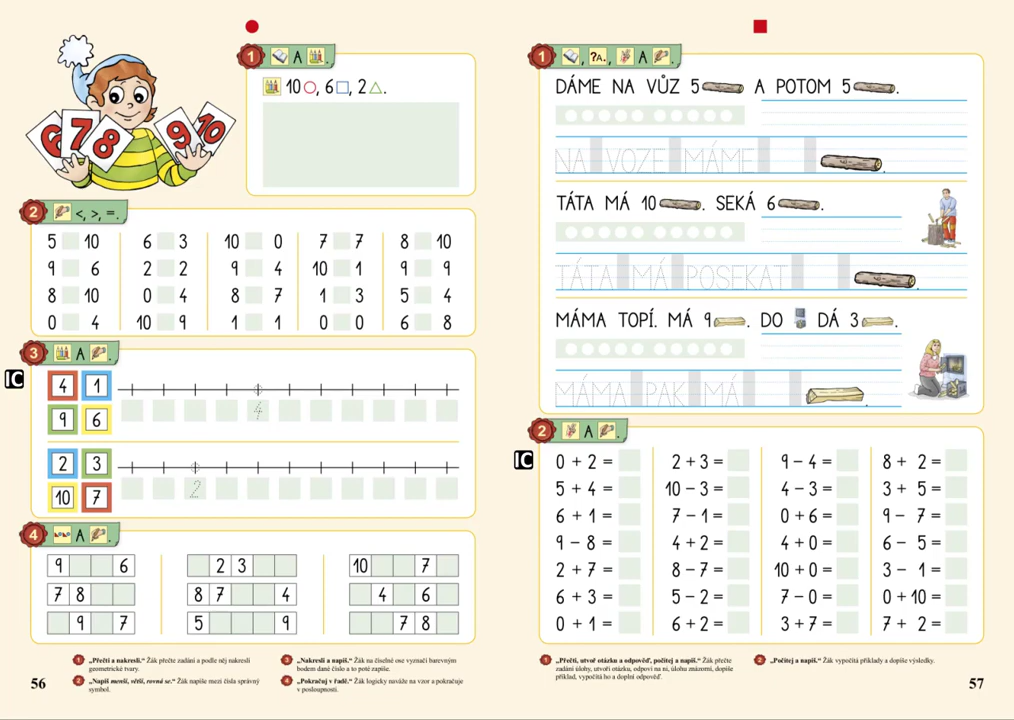 6 7 8 9 10
1 A .
10 , 6 , 2 .
2 <, >, =.
5 10 6 3 10 0 7 7 8 10
9 6 2 2 9 4 10 1 9 9
8 10 0 4 8 7 1 3 5 4
0 4 10 9 1 1 0 0 6 8
3 A .
IC
4 1
9 6
4
2 3
10 7
2
4 A .
9 6 2 3 10 7
7 8 8 7 4 4 6
9 7 5 9 7 8
1 „Přečti a nakresli.“ Žák přečte zadání a podle něj nakreslí
geometrické tvary.
2 „Napiš menší, větší, rovná se.“ Žák napíše mezi čísla správný
symbol.
3 „Nakresli a napiš.“ Žák na číselné ose vyznačí barevným
bodem dané číslo a to poté zapíše.
4 „Pokračuj v řadě.“ Žák logicky naváže na vzor a pokračuje
v posloupnosti.
56
1 , ?A. , A .
DÁME NA VŮZ 5 A POTOM 5 .
NA VOZE MÁME .
TÁTA MÁ 10 . SEKÁ 6 .
TÁTA MÁ POSEKAT .
MÁMA TOPÍ. MÁ 9 . DO DÁ 3 .
MÁMA PAK MÁ .
2 A .
IC
0 + 2 = 2 + 3 = 9 – 4 = 8 + 2 =
5 + 4 = 10 – 3 = 4 – 3 = 3 + 5 =
6 + 1 = 7 – 1 = 0 + 6 = 9 – 7 =
9 – 8 = 4 + 2 = 4 + 0 = 6 – 5 =
2 + 7 = 8 – 7 = 10 + 0 = 3 – 1 =
6 + 3 = 5 – 2 = 7 – 0 = 0 + 10 =
0 + 1 = 6 + 2 = 3 + 7 = 7 + 2 =
1 „Přečti, utvoř otázku a odpověď, počítej a napiš.“ Žák přečte
zadání úlohy, utvoří otázku, odpoví na ni, úlohu znázorní, dopíše
příklad, vypočítá ho a doplní odpověď.
2 „Počítej a napiš.“ Žák vypočítá příklady a dopíše výsledky.
57